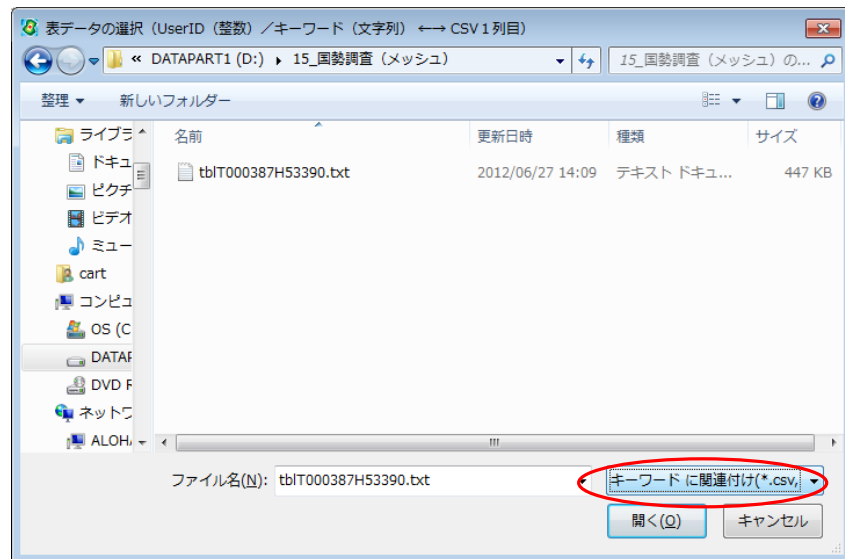 表データの選択（UserID（整数）／キーワード（文字列） ←→ CSV１列目）
« DATAPART1 (D:) 15_国勢調査（メッシュ）
15_国勢調査（メッシュ）の...
整理 新しいフォルダー
ライブラ
ドキュ
ピクチ
ビデオ
ミュー
cart
コンピュ
OS (C
DATAP
DVD R
ネットワ
ALOHA
名前 更新日時 種類 サイズ
tblT000387H53390.txt 2012/06/27 14:09 テキスト ドキュ... 447 KB
ファイル名(N): tblT000387H53390.txt キーワード に関連付け(*.csv,
開く(O) キャンセル